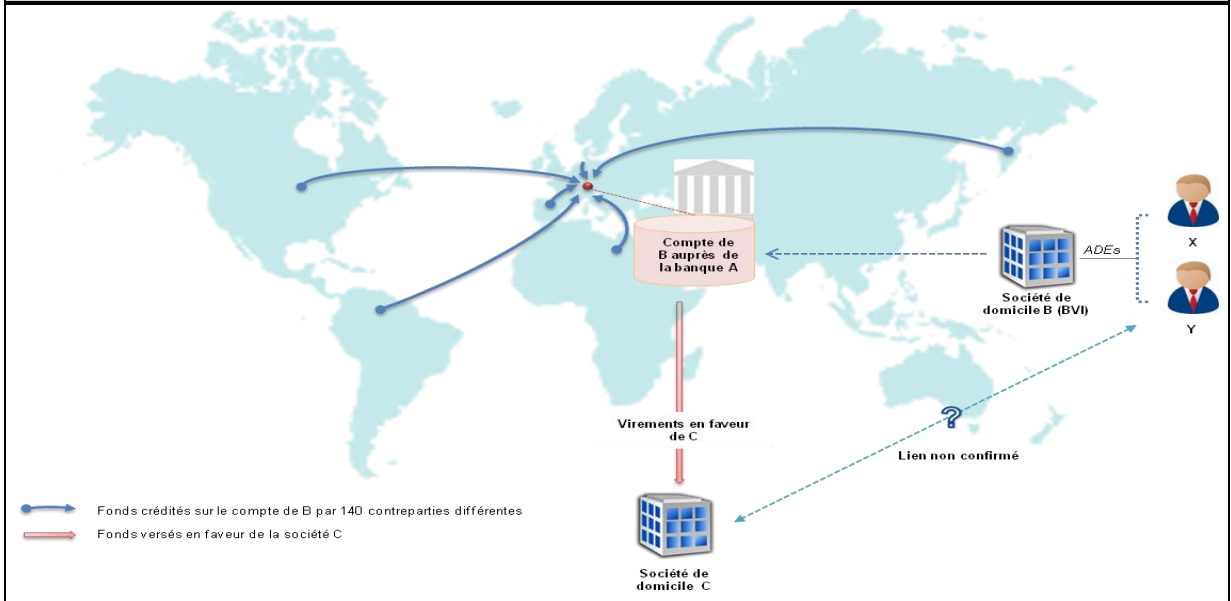 Compte de
B auprès de
la banque A
ADEs
X
Y
Société de
domicile B (BVI)
Virements en faveur
de C
?
Lien non confirmé
Fonds crédités sur le compte de B par 140 contreparties différentes
Fonds versés en faveur de la société C
Société de
domicile C